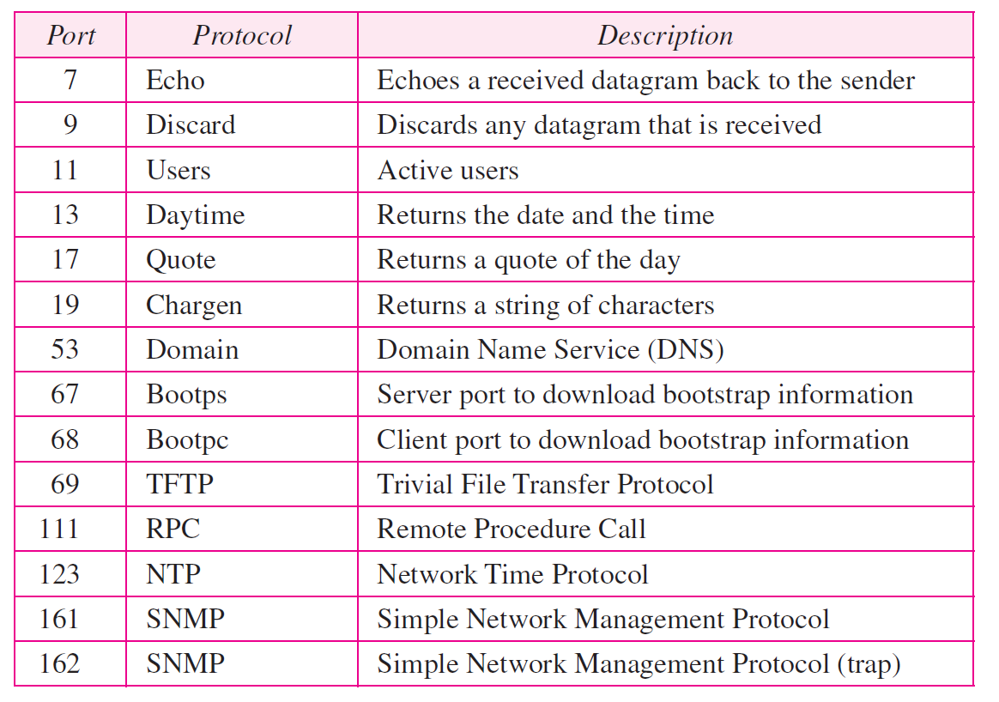 Port Protocol Description
7 Echo Echoes a received datagram back to the sender
9 Discard Discards any datagram that is received
11 Users Active users
13 Daytime Returns the date and the time
17 Quote Returns a quote of the day
19 Chargen Returns a string of characters
53 Domain Domain Name Service (DNS)
67 Bootps Server port to download bootstrap information
68 Bootpc Client port to download bootstrap information
69 TFTP Trivial File Transfer Protocol
111 RPC Remote Procedure Call
123 NTP Network Time Protocol
161 SNMP Simple Network Management Protocol
162 SNMP Simple Network Management Protocol (trap)